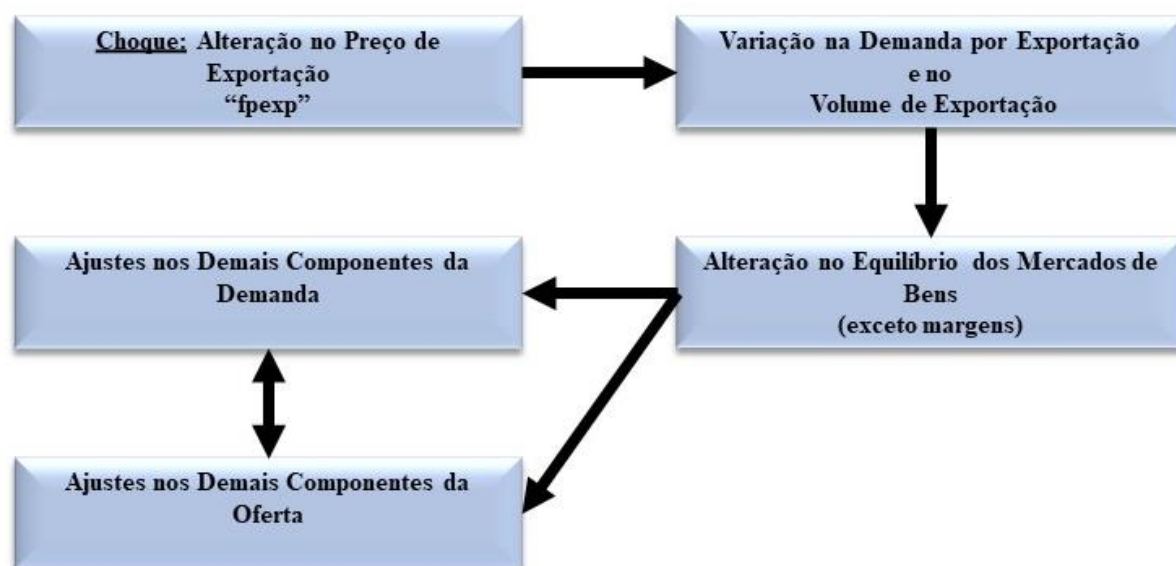 Choque: Alteração no Preço de
Exportação
“fpexp”
Variação na Demanda por Exportação
e no
Volume de Exportação
Alteração no Equilíbrio dos Mercados de
Bens
(exceto margens)
Ajustes nos Demais Componentes da
Demanda
Ajustes nos Demais Componentes da
Oferta